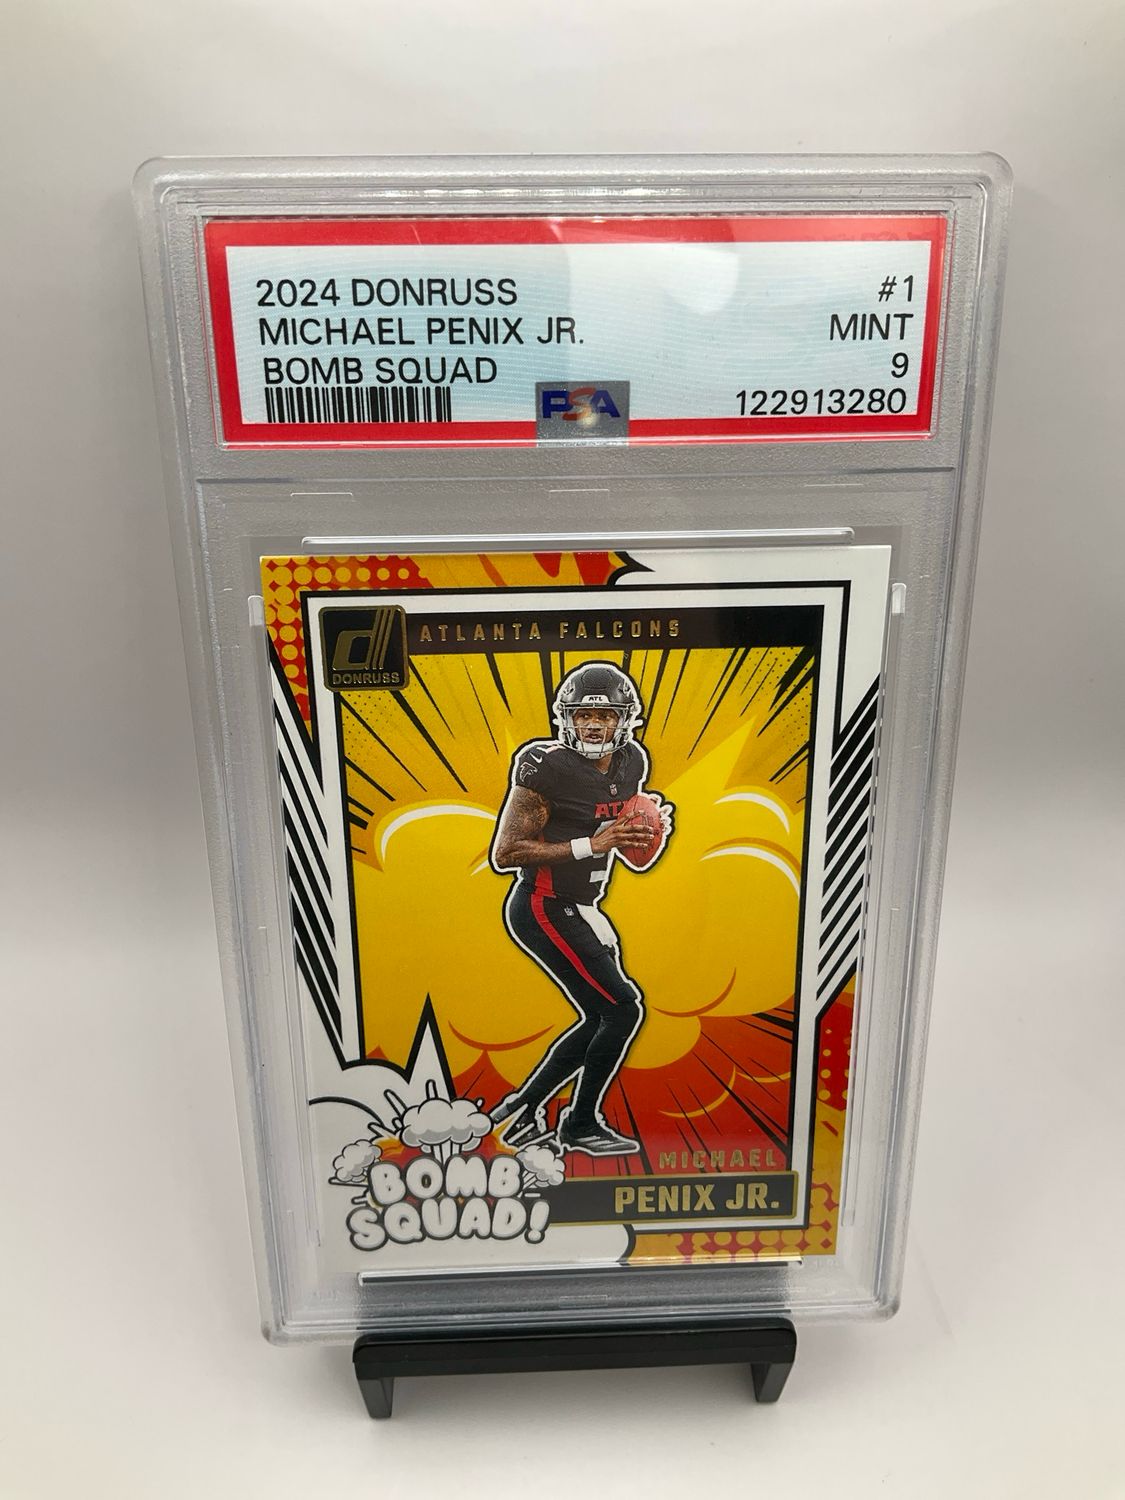 2024 DONRUSS #1
MICHAEL PENIX JR. MINT
BOMB SQUAD 9
PSA 122913280
DONRUSS
ATLANTA FALCONS
ATL
MICHAEL
PENIX JR.
BOMB
SQUAD!